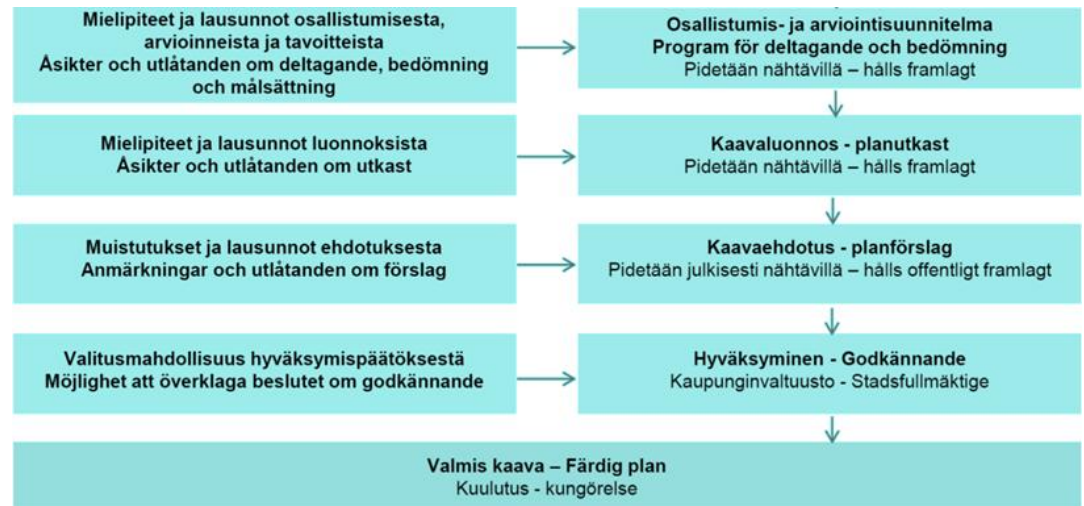 Mielipiteet ja lausunnot osallistumisesta,
arvioinneista ja tavoitteista
Åsikter och utlåtanden om deltagande, bedömning
och målsättning
Osallistumis- ja arviointisuunnitelma
Program för deltagande och bedömning
Pidetään nähtävillä – hålls framlagt
Mielipiteet ja lausunnot luonnoksista
Åsikter och utlåtanden om utkast
Kaavaluonnos - planutkast
Pidetään nähtävillä – hålls framlagt
Muistutukset ja lausunnot ehdotuksesta
Anmärkningar och utlåtanden om förslag
Kaavaehdotus - planförslag
Pidetään julkisesti nähtävillä – hålls offentligt framlagt
Valitusmahdollisuus hyväksymispäätöksestä
Möjlighet att överklaga beslutet om godkännande
Hyväksyminen - Godkännande
Kaupunginvaltuusto - Stadsfullmäktige
Valmis kaava – Färdig plan
Kuulutus - kungörelse